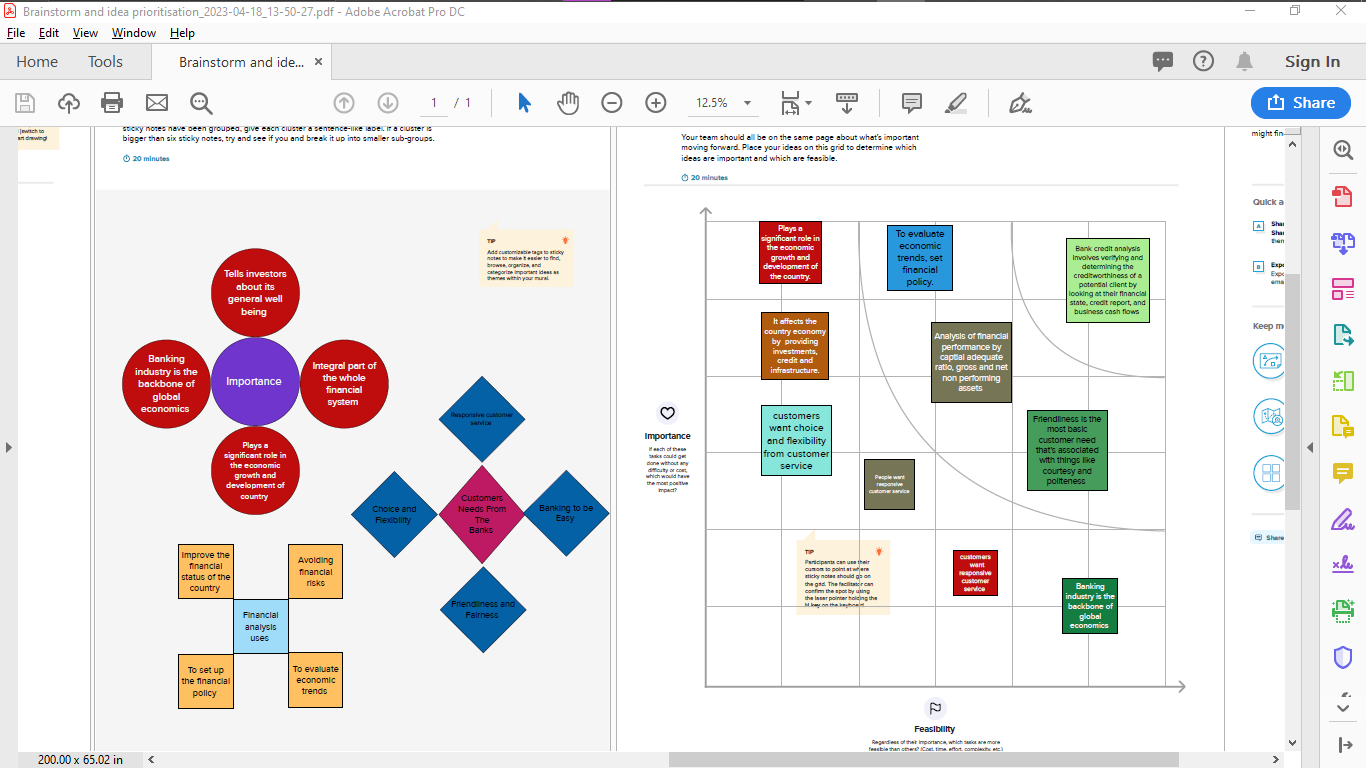 Brainstorm and idea prioritisation_2023-04-18_13-50-27.pdf - Adobe Acrobat Pro DC
File Edit View Window Help
Home Tools Brainstorm and ide... × Sign In
1 / 1 12.5% Share
sticky notes have been grouped, give each cluster a sentence-like label. If a cluster is
bigger than six sticky notes, try and see if you and break it up into smaller sub-groups.
20 minutes
TIP
Add customizable tags to sticky
notes to make it easier to find,
browse, organize, and
categorize important ideas as
themes within your mural.
Tells investors
about its
general well
being
Banking
industry is the
backbone of
global
economics
Importance
Integral part of
the whole
financial
system
Plays a
significant role in
the economic
growth and
development of
country
Responsive customer
service
Choice and
Flexibility
Customers
Needs From
The
Banks
Banking to be
Easy
Friendliness and
Fairness
Improve the
financial
status of the
country
Avoiding
financial
risks
Financial
analysis
uses
To set up
the financial
policy
To evaluate
economic
trends
Your team should all be on the same page about what's important
moving forward. Place your ideas on this grid to determine which
ideas are important and which are feasible.
20 minutes
Plays a
significant role in
the economic
growth and
development of
the country.
To evaluate
economic
trends, set
financial
policy.
Bank credit analysis
involves verifying and
determining the
creditworthiness of a
potential client by
looking at their financial
state, credit report, and
business cash flows
It affects the
country economy
by providing
investments,
credit and
infrastructure.
Analysis of financial
performance by
captial adequate
ratio, gross and net
non performing
assets
customers
want choice
and flexibility
from customer
service
Friendliness is the
most basic
customer need
that's associated
with things like
courtesy and
politeness
People want
responsive
customer service
Importance
If each of these
tasks could get
done without any
difficulty or cost,
which would have
the most positive
impact?
TIP
Participants can use their
cursors to point at where
sticky notes should go on
the grid. The facilitator can
confirm the spot by using
the laser pointer holding the
H key on the keyboard.
customers
want
responsive
customer
service
Banking
industry is the
backbone of
global
economics
Feasibility
Regardless of their importance, which tasks are more
feasible than others? (Cost, time, effort, complexity, etc.)
might fin
Quick a
A Shar
Shar
then
B Expo
Expo
ema
Keep m
Share
200.00 x 65.02 in